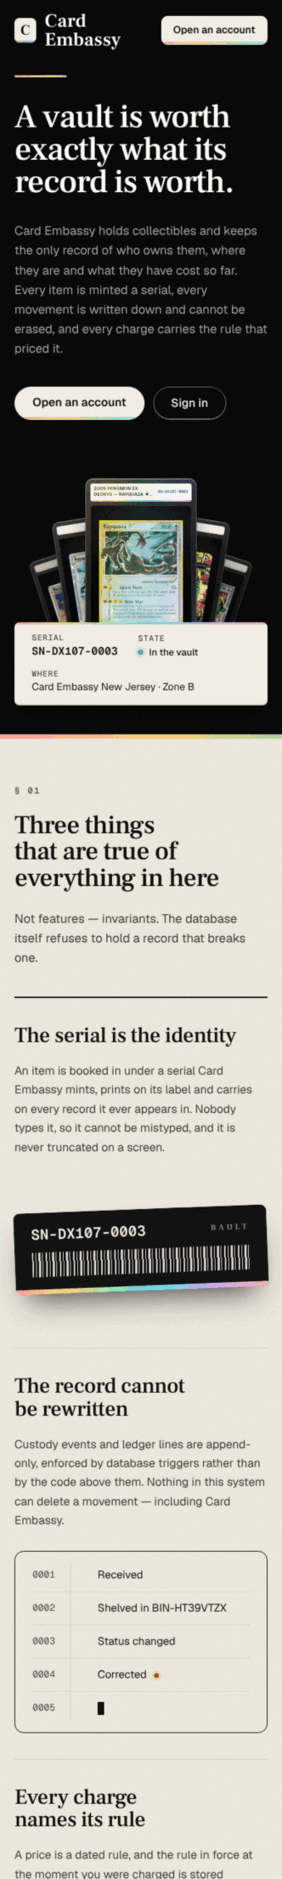 C
Card
Embassy
Open an account
A vault is worth
exactly what its
record is worth.
Card Embassy holds collectibles and keeps
the only record of who owns them, where
they are and what they have cost so far.
Every item is minted a serial, every
movement is written down and cannot be
erased, and every charge carries the rule that
priced it.
Open an account
Sign in
2005 POKEMON EX
SN-DX107-0003
Rayquaza
SERIAL
STATE
SN-DX107-0003
In the vault
WHERE
Card Embassy New Jersey · Zone B
§ 01
Three things
that are true of
everything in here
Not features — invariants. The database
itself refuses to hold a record that breaks
one.
The serial is the identity
An item is booked in under a serial Card
Embassy mints, prints on its label and carries
on every record it ever appears in. Nobody
types it, so it cannot be mistyped, and it is
never truncated on a screen.
SN-DX107-0003
BAULT
The record cannot
be rewritten
Custody events and ledger lines are append-
only, enforced by database triggers rather than
by the code above them. Nothing in this system
can delete a movement — including Card
Embassy.
0001
Received
0002
Shelved in BIN-HT39VTZX
0003
Status changed
0004
Corrected
0005
Every charge
names its rule
A price is a dated rule, and the rule in force at
the moment you were charged is stored